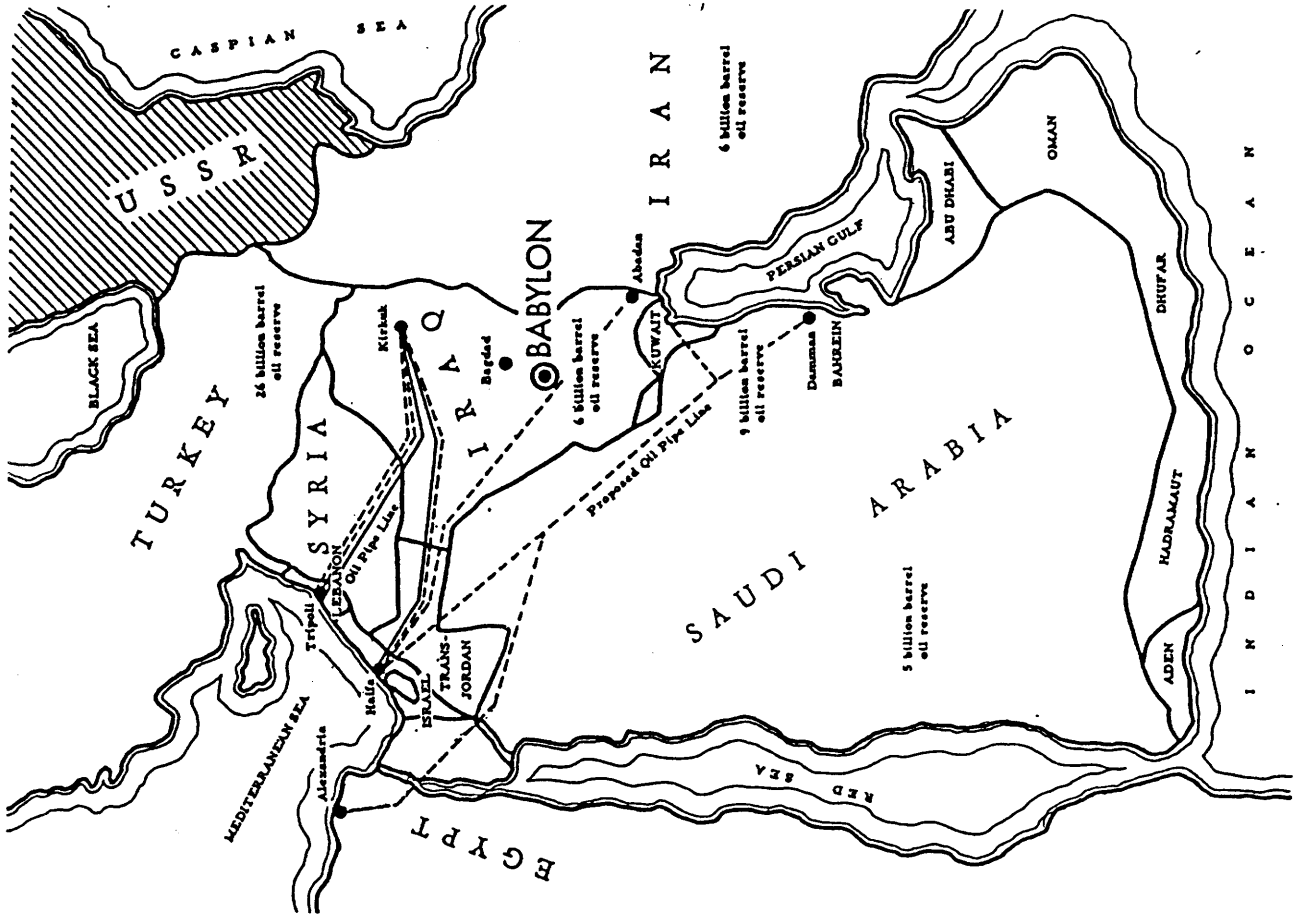 CASPIAN SEA
USSR
BLACK SEA
TURKEY
26 billion barrel
oil reserve
IRAN
6 billion barrel
oil reserve
SYRIA
Kirkuk
IRAQ
Bagdad
BABYLON
6 billion barrel
oil reserve
Abadan
KUWAIT
PERSIAN GULF
ABU DHABI
OMAN
DHUFAR
HADRAMAUT
ADEN
INDIAN OCEAN
Damman
BAHREIN
9 billion barrel
oil reserve
Proposed Oil Pipe Line
Oil Pipe Line
LEBANON
Tripoli
Haifa
ISRAEL
TRANS-
JORDAN
MEDITERRANEAN SEA
Alexandria
EGYPT
SAUDI ARABIA
5 billion barrel
oil reserve
RED
SEA